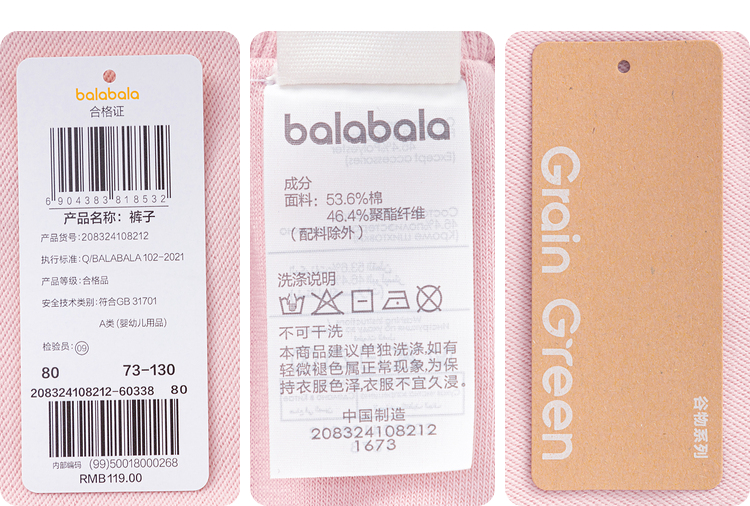 balabala
合格证
6 904383 818532
产品名称：裤子
产品货号:208324108212
执行标准:Q/BALABALA 102-2021
产品等级:合格品
安全技术类别:符合GB 31701
A类 (婴幼儿用品)
检验员:09
80 73-130
208324108212-60338 80
内部编码 (99)50018000268
RMB119.00
balabala
成分
面料： 53.6%棉
46.4%聚酯纤维
（配料除外）
洗涤说明
不可干洗
本商品建议单独洗涤,如有
轻微褪色属正常现象,为保
持衣服色泽,衣服不宜久浸。
中国制造
208324108212
1673
Grain Green
谷物系列